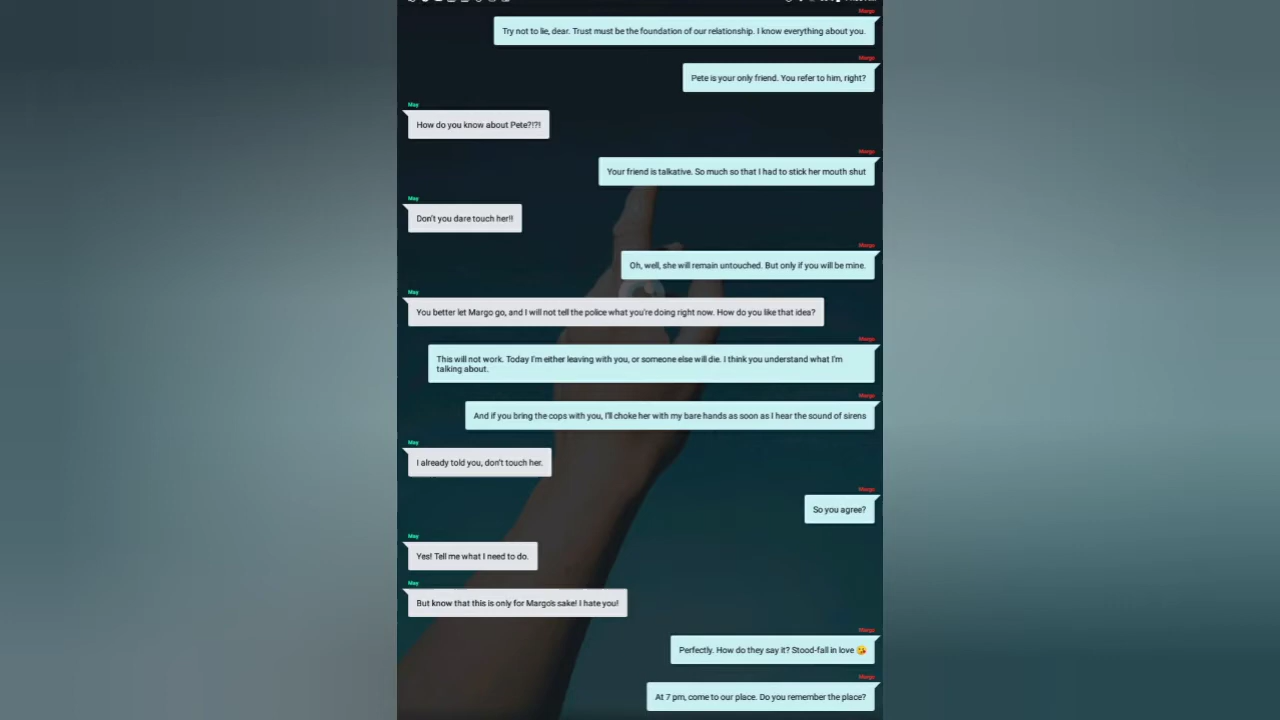 Margo
Try not to lie, dear. Trust must be the foundation of our relationship. I know everything about you.
Margo
Pete is your only friend. You refer to him, right?
May
How do you know about Pete?!?!
Margo
Your friend is talkative. So much so that I had to stick her mouth shut
May
Don't you dare touch her!!
Margo
Oh, well, she will remain untouched. But only if you will be mine.
May
You better let Margo go, and I will not tell the police what you're doing right now. How do you like that idea?
Margo
This will not work. Today I'm either leaving with you, or someone else will die. I think you understand what I'm
talking about.
Margo
And if you bring the cops with you, I'll choke her with my bare hands as soon as I hear the sound of sirens
May
I already told you, don't touch her.
Margo
So you agree?
May
Yes! Tell me what I need to do.
May
But know that this is only for Margo's sake! I hate you!
Margo
Perfectly. How do they say it? Stood-fall in love 😘
Margo
At 7 pm, come to our place. Do you remember the place?